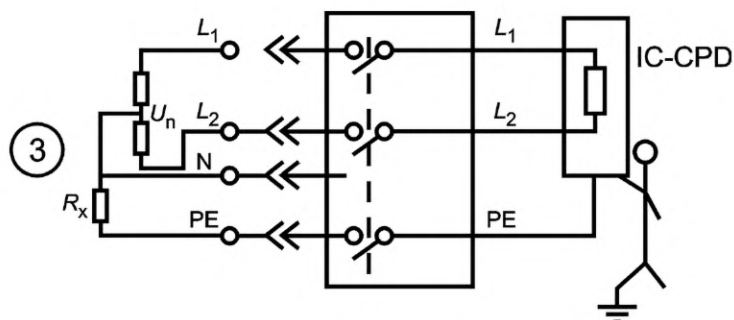 L1 L1
IC-CPD
Un
L2 L2
3
N
Rx
PE PE